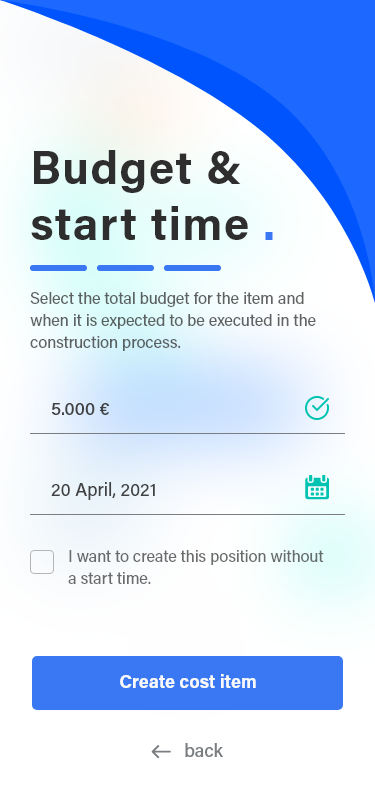 Budget &
start time .
Select the total budget for the item and
when it is expected to be executed in the
construction process.
5.000 €
20 April, 2021
I want to create this position without
a start time.
Create cost item
back